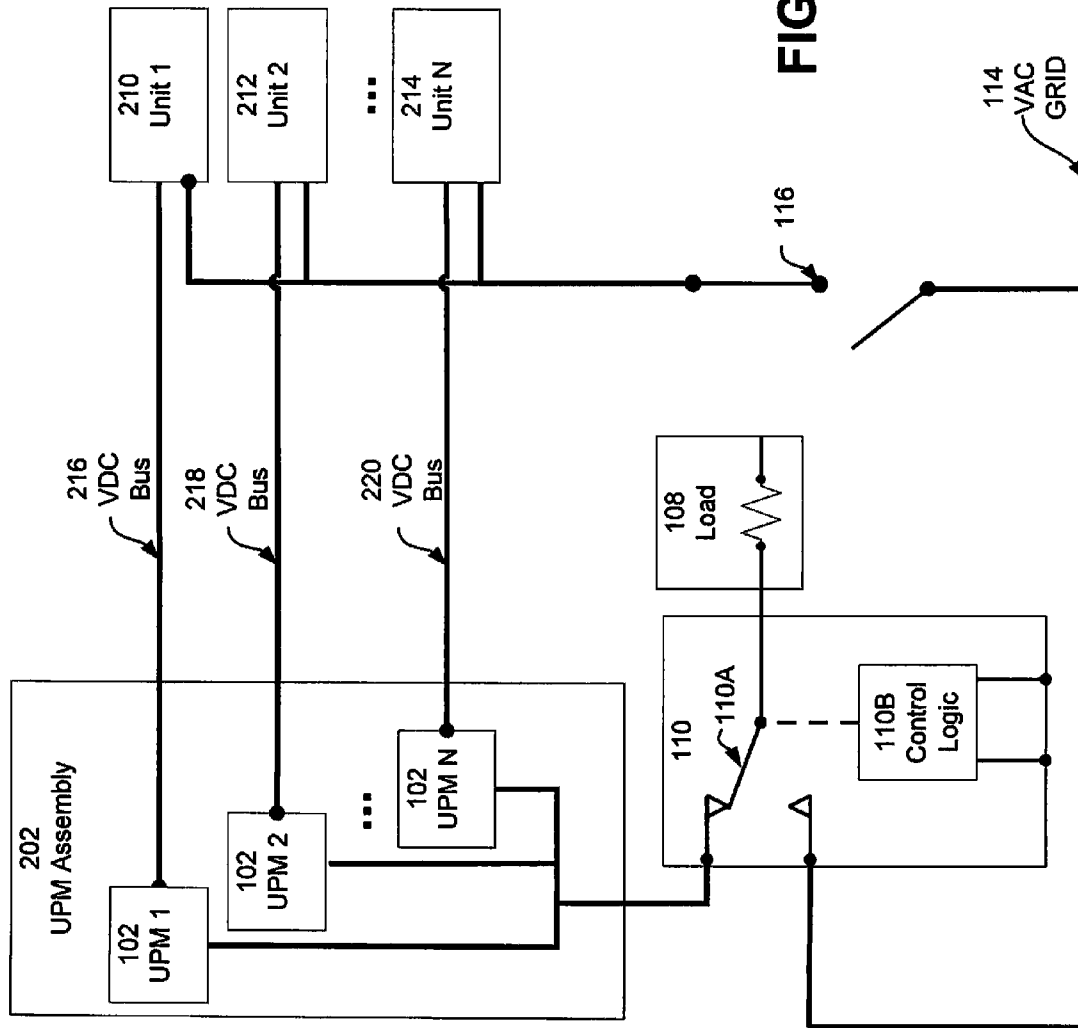 202
UPM Assembly
102
UPM 1
102
UPM 2
...
102
UPM N
216
VDC
Bus
218
VDC
Bus
220
VDC
Bus
210
Unit 1
212
Unit 2
...
214
Unit N
FIG
116
114
VAC
GRID
108
Load
110
110A
110B
Control
Logic